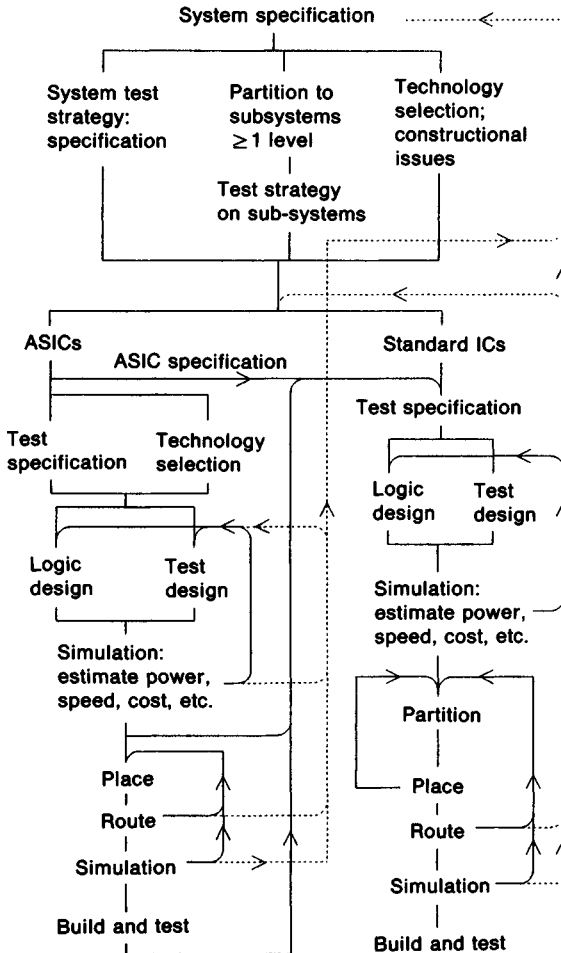 System specification
System test
strategy:
specification
Partition to
subsystems
≥1 level
Test strategy
on sub-systems
Technology
selection;
constructional
issues
ASICs
ASIC specification
Test
specification
Technology
selection
Logic
design
Test
design
Simulation:
estimate power,
speed, cost, etc.
Place
Route
Simulation
Build and test
Standard ICs
Test specification
Logic
design
Test
design
Simulation:
estimate power,
speed, cost, etc.
Partition
Place
Route
Simulation
Build and test